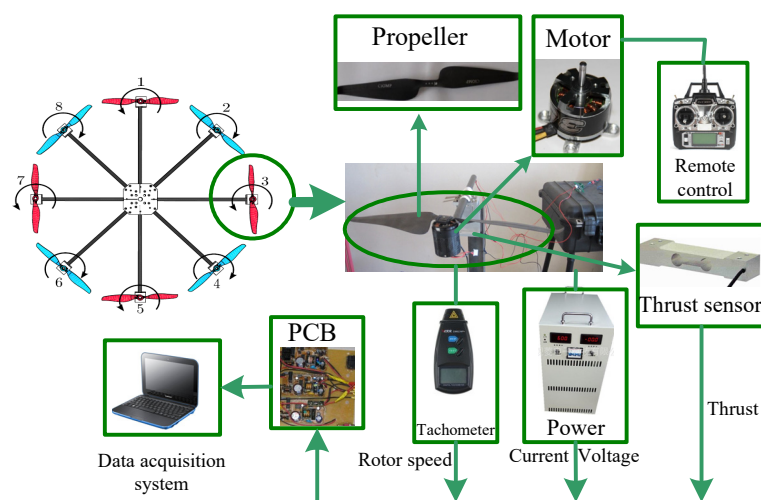 Propeller
Motor
Remote
control
1
2
3
4
5
6
7
8
Thrust sensor
PCB
Tachometer
Power
Data acquisition
system
Rotor speed
Current
Voltage
Thrust